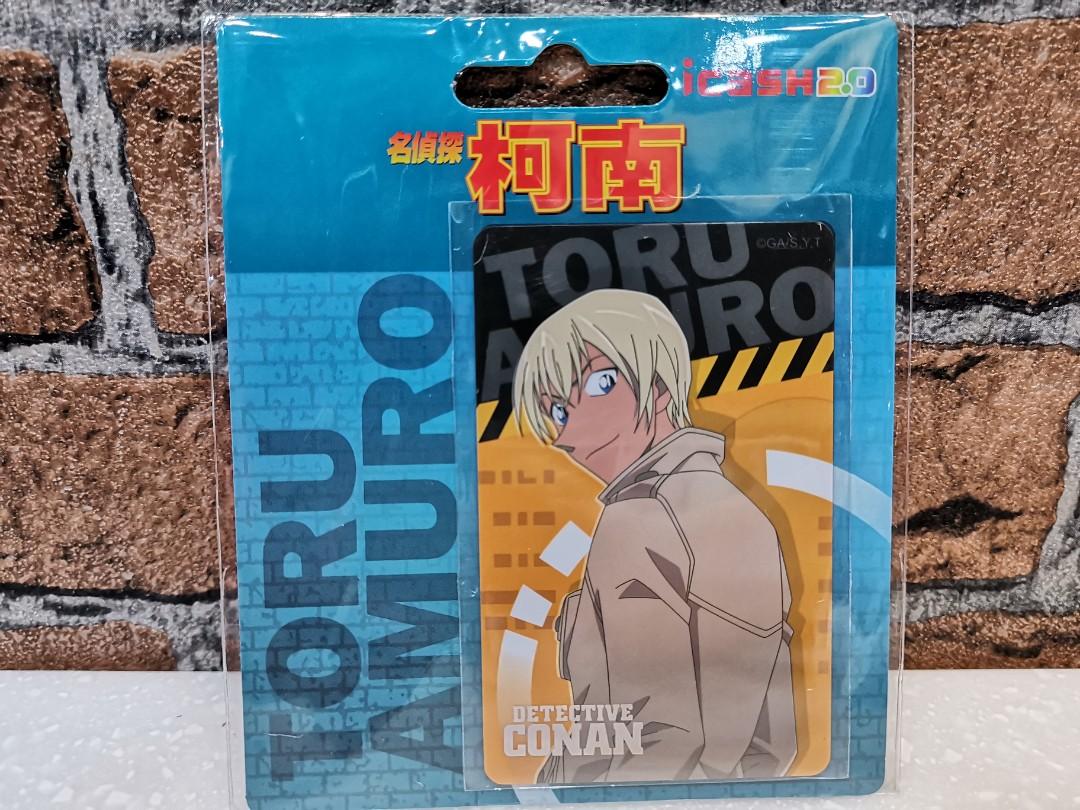 icash2.0
名偵探
柯南
TORU
AMURO
©GA/S,Y,T
TORU
AMURO
DETECTIVE
CONAN